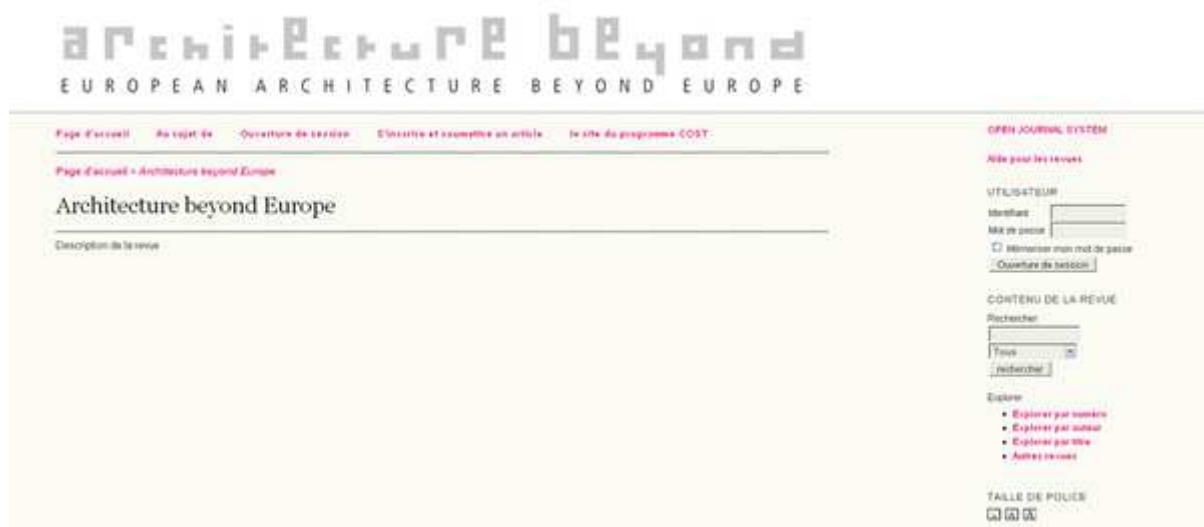 architecture beyond
EUROPEAN ARCHITECTURE BEYOND EUROPE
Page d'accueil Au sujet de Ouverture de session S'inscrire et soumettre un article le site du programme COST
Page d'accueil > Architecture beyond Europe
Architecture beyond Europe
Description de la revue
OPEN JOURNAL SYSTEM
Aide pour les revues
UTILISATEUR
Identifiant
Mot de passe
Mémoriser mon mot de passe
Ouverture de session
CONTENU DE LA REVUE
Rechercher
Tous
rechercher
Explorer
Explorer par numéro
Explorer par auteur
Explorer par titre
Autres revues
TAILLE DE POLICE
A A A